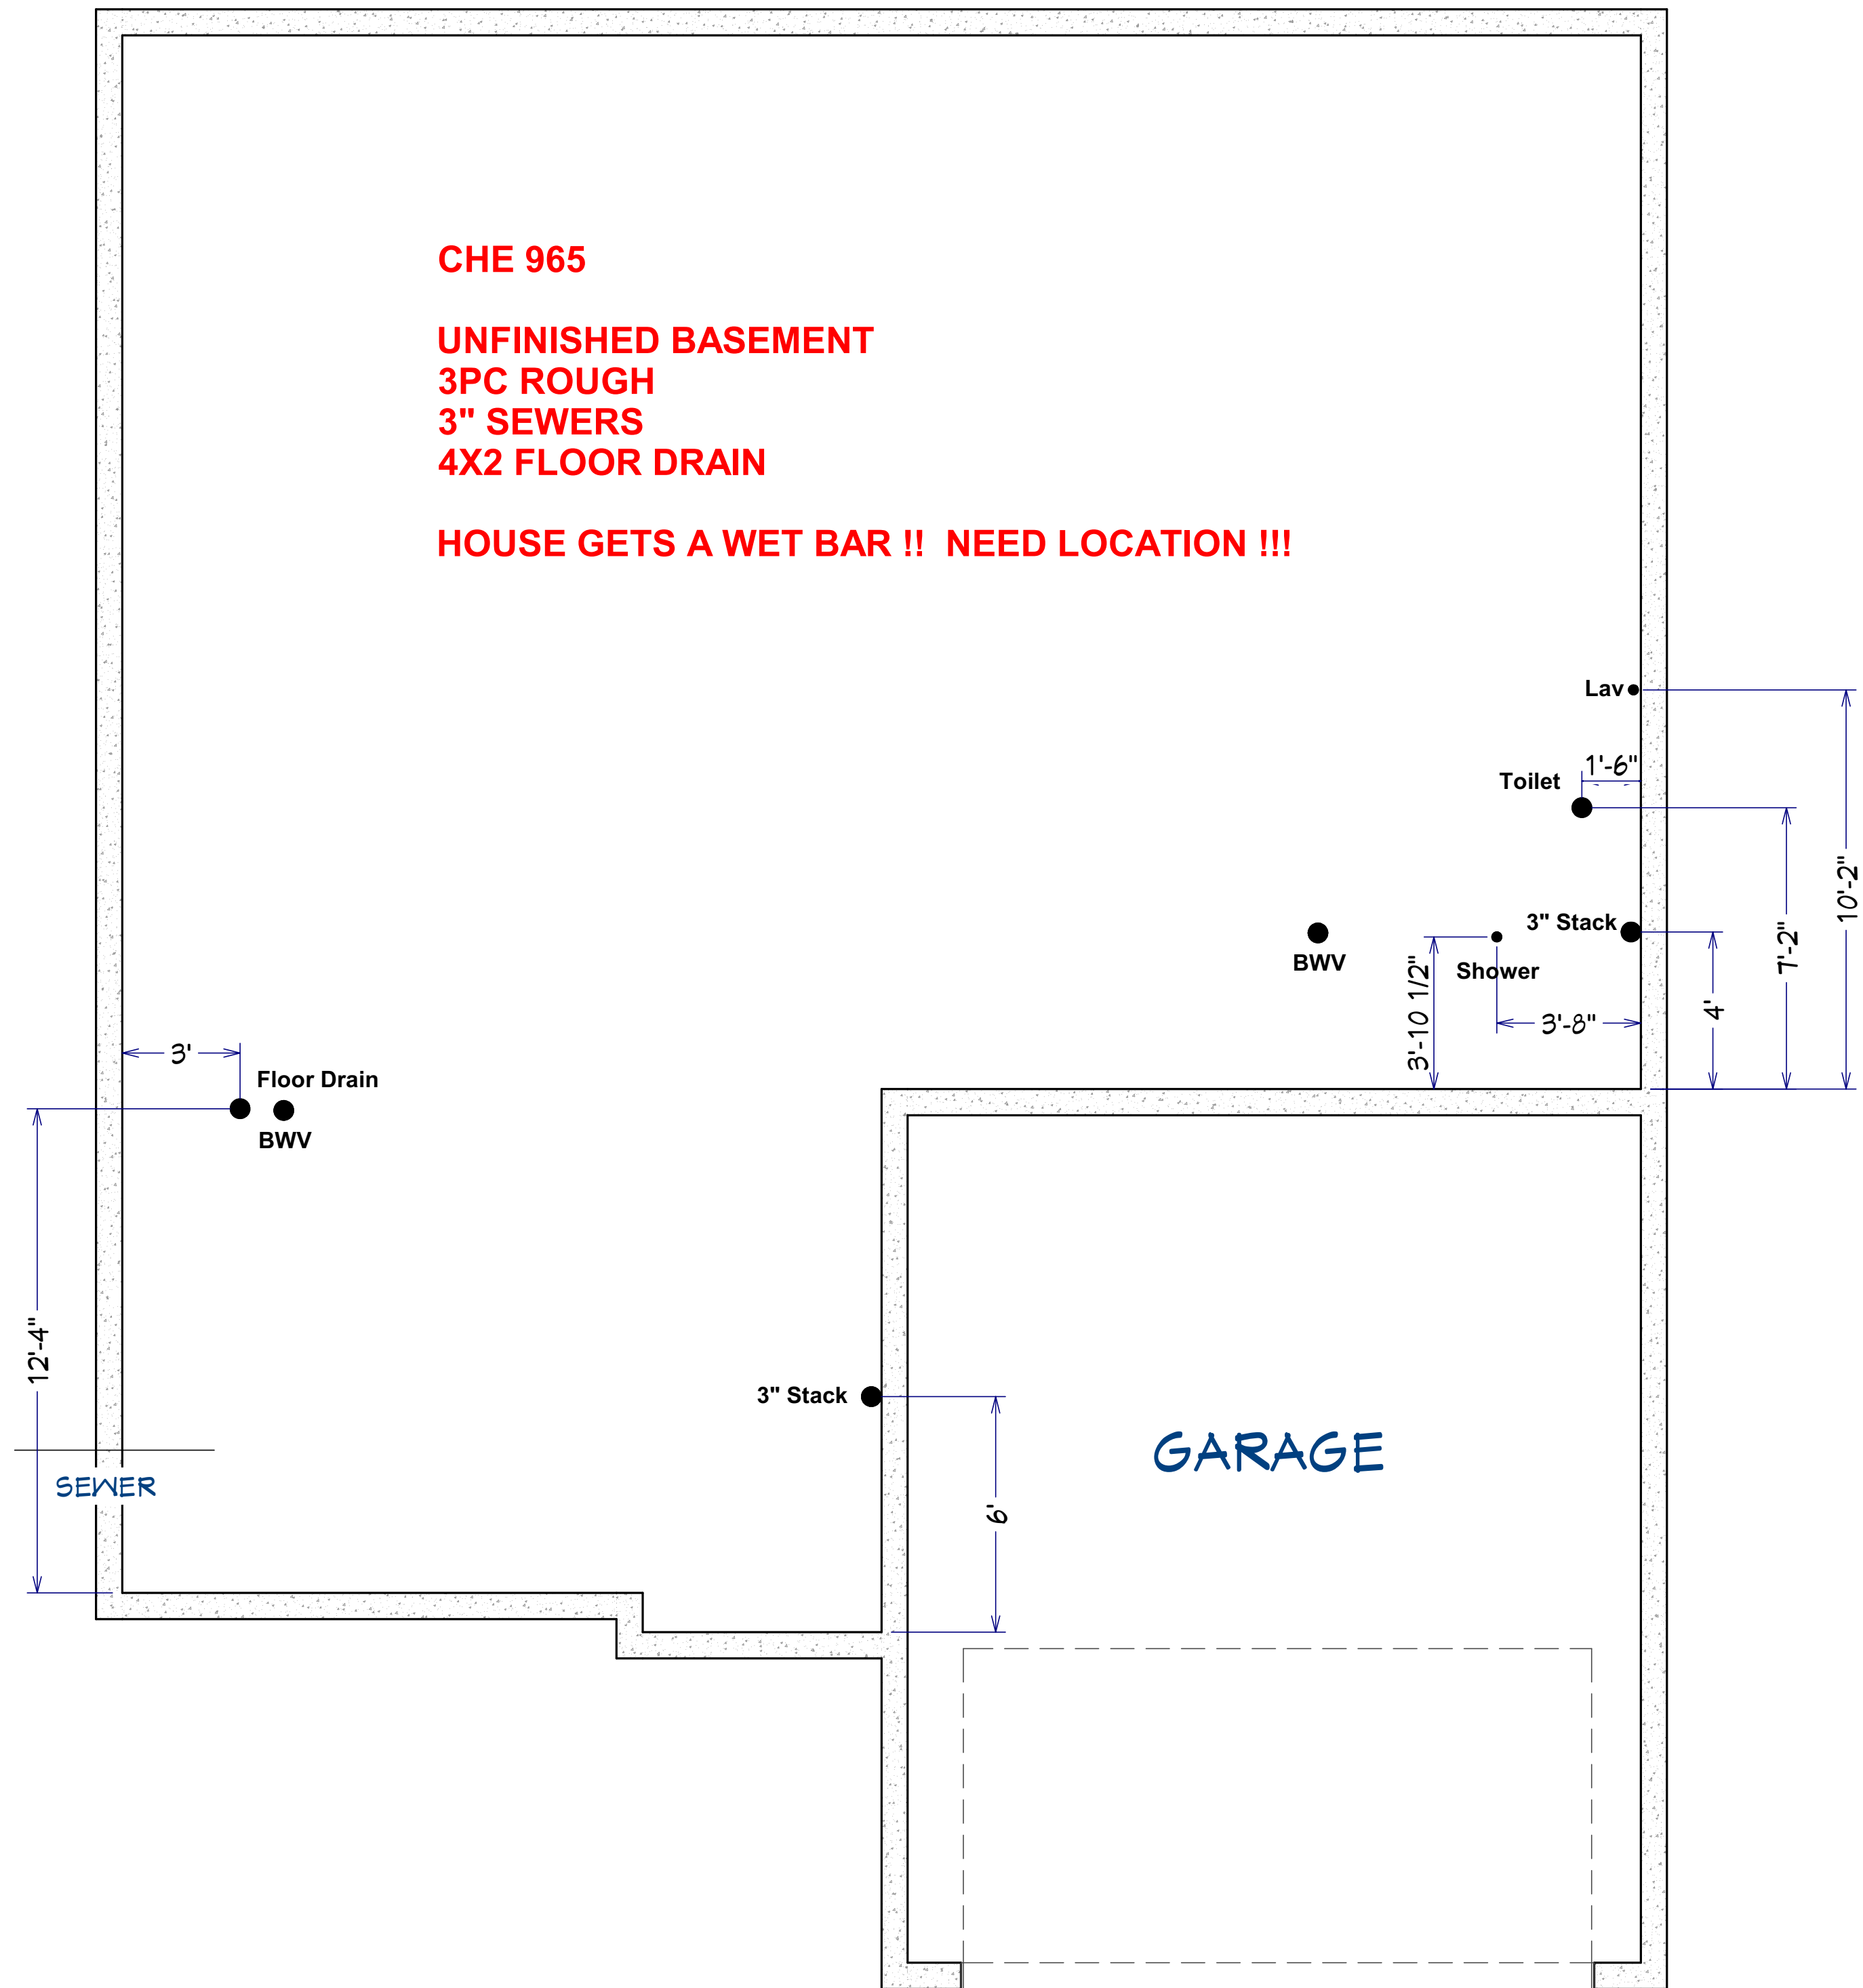 CHE 965
UNFINISHED BASEMENT
3PC ROUGH
3" SEWERS
4X2 FLOOR DRAIN
HOUSE GETS A WET BAR !!  NEED LOCATION !!!
Lav
1'-6"
Toilet
10'-2"
3" Stack
7'-2"
BWV
Shower
3'-10 1/2"
4'
3'-8"
3'
Floor Drain
BWV
12'-4"
3" Stack
GARAGE
SEWER
6'